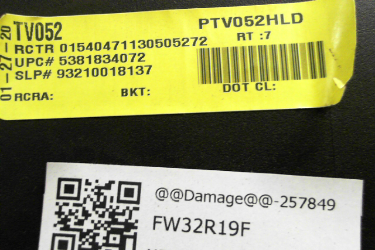 01-27-20
TV052 PTV052HLD
RCTR 01540471130505272 RT :7
UPC# 5381834072
SLP# 93210018137
RCRA: BKT: DOT CL:
@@Damage@@-257849
FW32R19F